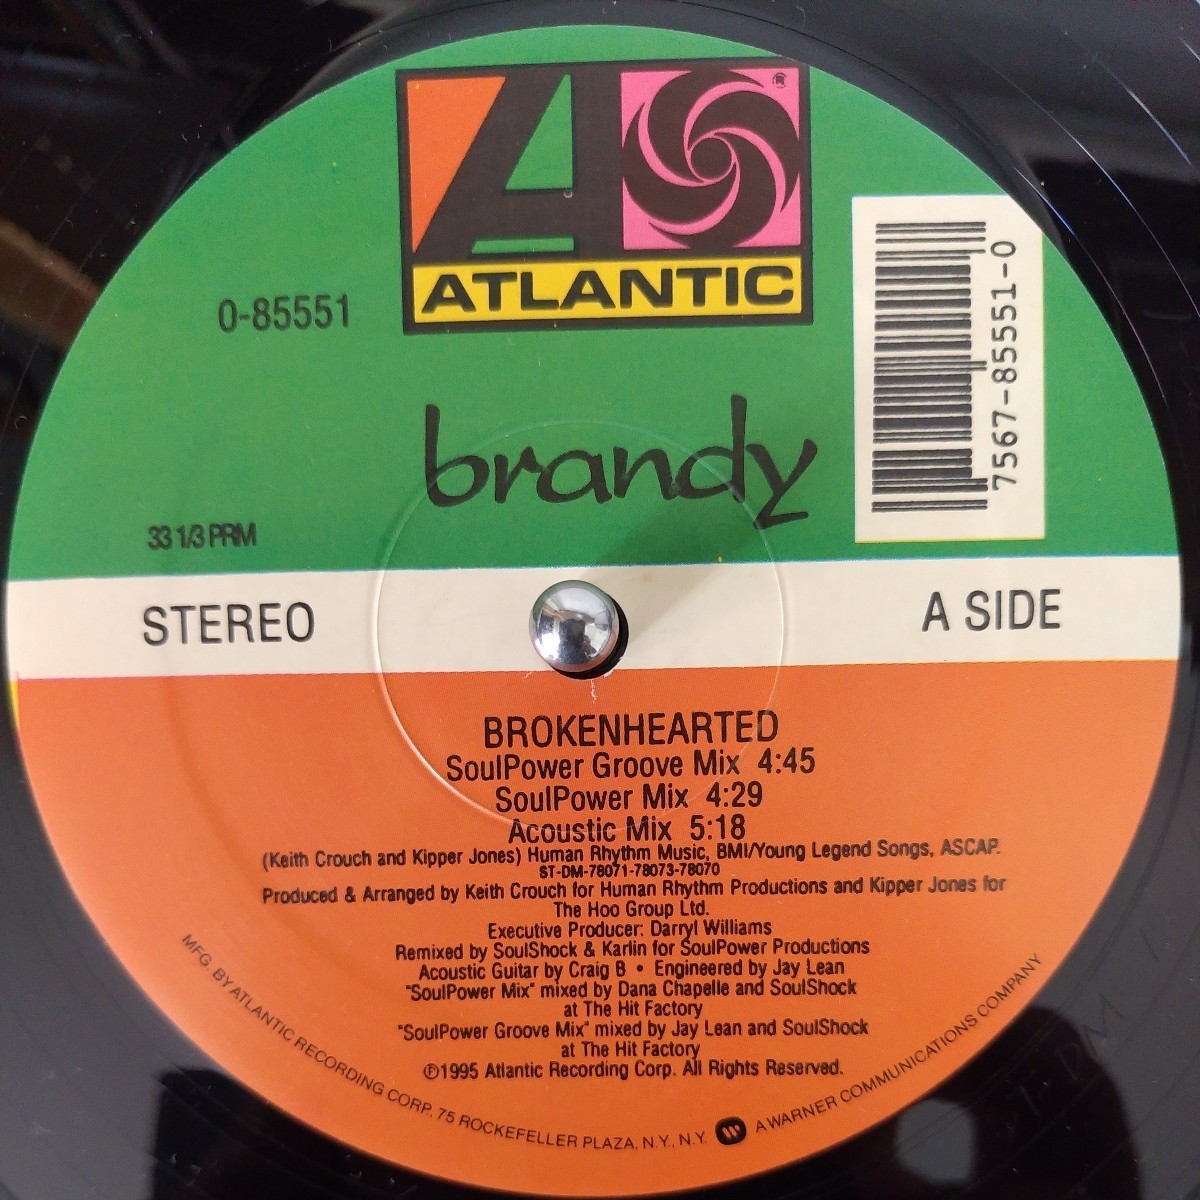 ATLANTIC
®
0-85551
7567-85551-0
brandy
33 1/3 PRM
STEREO
A SIDE
BROKENHEARTED
SoulPower Groove Mix 4:45
SoulPower Mix 4:29
Acoustic Mix 5:18
(Keith Crouch and Kipper Jones) Human Rhythm Music, BMI/Young Legend Songs, ASCAP.
ST-DM-78071-78073-78070
Produced & Arranged by Keith Crouch for Human Rhythm Productions and Kipper Jones for
The Hoo Group Ltd.
Executive Producer: Darryl Williams
Remixed by SoulShock & Karlin for SoulPower Productions
Acoustic Guitar by Craig B • Engineered by Jay Lean
"SoulPower Mix" mixed by Dana Chapelle and SoulShock
at The Hit Factory
"SoulPower Groove Mix" mixed by Jay Lean and SoulShock
at The Hit Factory
℗1995 Atlantic Recording Corp. All Rights Reserved.
MFG. BY ATLANTIC RECORDING CORP. 75 ROCKEFELLER PLAZA, N.Y., N.Y. A WARNER COMMUNICATIONS COMPANY